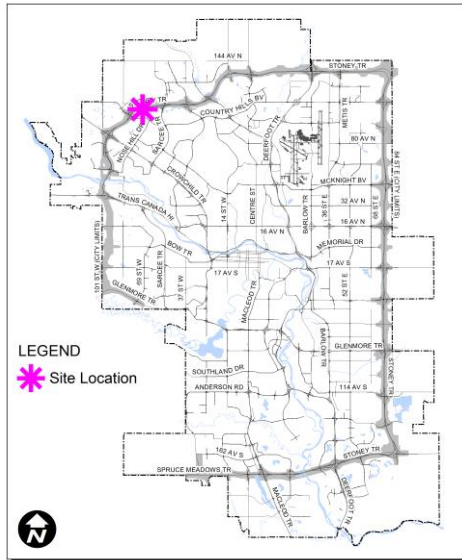 144 AV N
STONEY TR
TR
COUNTRY HILLS BV
NOSE HILL DR
SARCEE TR
DEERFOOT TR
METIS TR
80 AV N
CROWCHILD TR
MCKNIGHT BV
84 ST E (CITY LIMITS)
14 ST W
CENTRE ST
BARLOW TR
36 ST E
32 AV N
68 ST E
TRANS CANADA HI
16 AV N
16 AV N
101 ST W (CITY LIMITS)
BOW TR
MEMORIAL DR
69 ST W
SARCEE TR
37 ST W
17 AV S
17 AV S
52 ST E
MACLEOD TR
GLENMORE TR
BARLOW TR
GLENMORE TR
LEGEND
Site Location
SOUTHLAND DR
ANDERSON RD
114 AV S
STONEY TR
162 AV S
STONEY TR
SPRUCE MEADOWS TR
MACLEOD TR
DEERFOOT TR
N